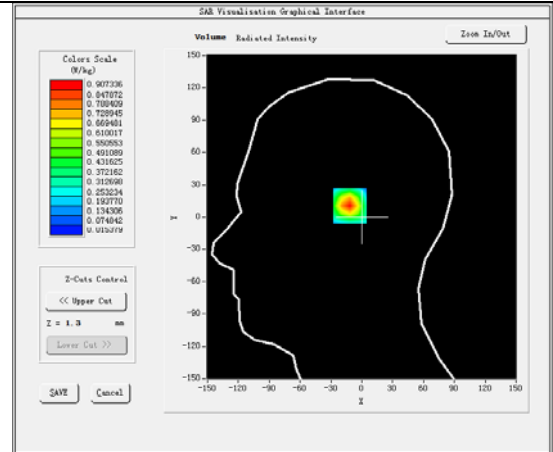 SAR Visualisation Graphical Interface
Volume Radiated Intensity
Zoom In/Out
Colors Scale
(W/kg)
0.907336
0.847872
0.788409
0.728945
0.669481
0.610017
0.550553
0.491089
0.431625
0.372162
0.312698
0.253234
0.193770
0.134306
0.074842
0.015379
Z-Cuts Control
<< Upper Cut
Z = 1.3 mm
Lower Cut >>
SAVE Cancel
150
120
90
60
30
0
-30
-60
-90
-120
-150
Y
-150 -120 -90 -60 -30 0 30 60 90 120 150
X